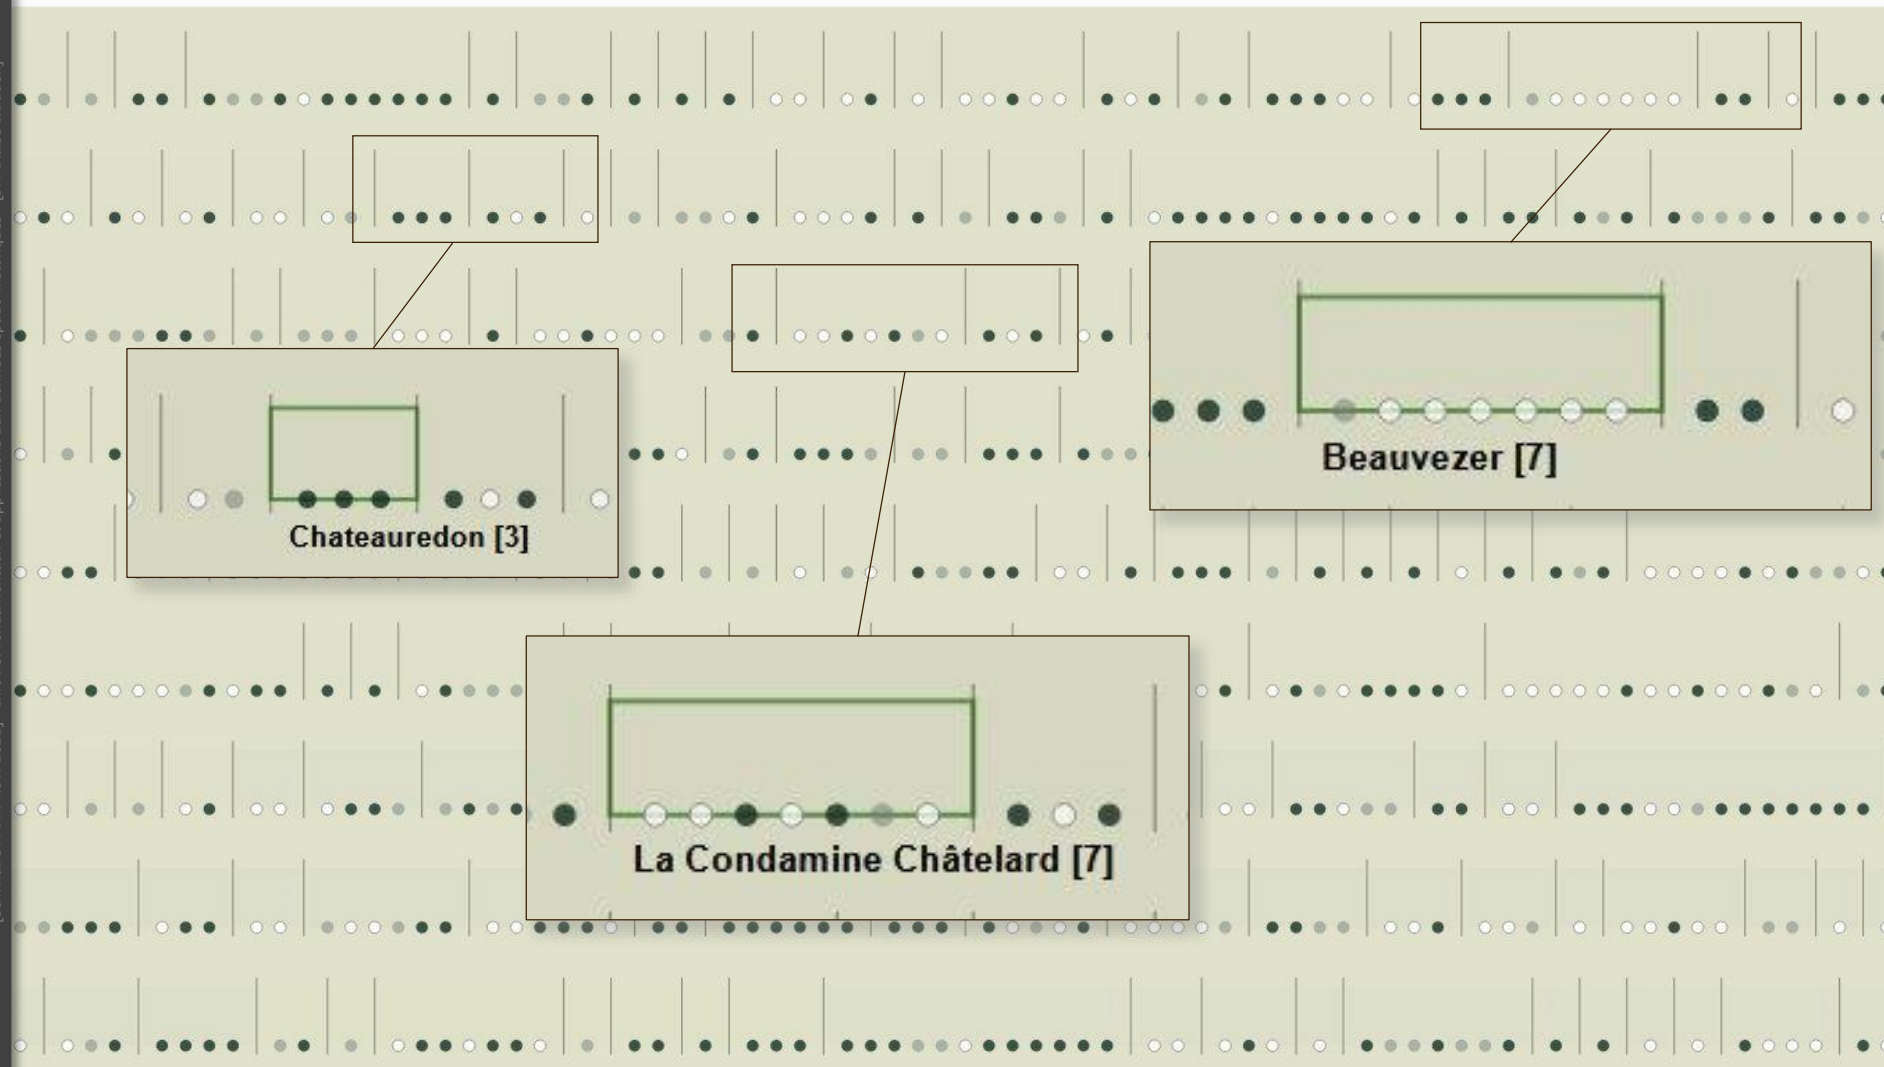 Chateauredon [3]
Beauvezer [7]
La Condamine Châtelard [7]